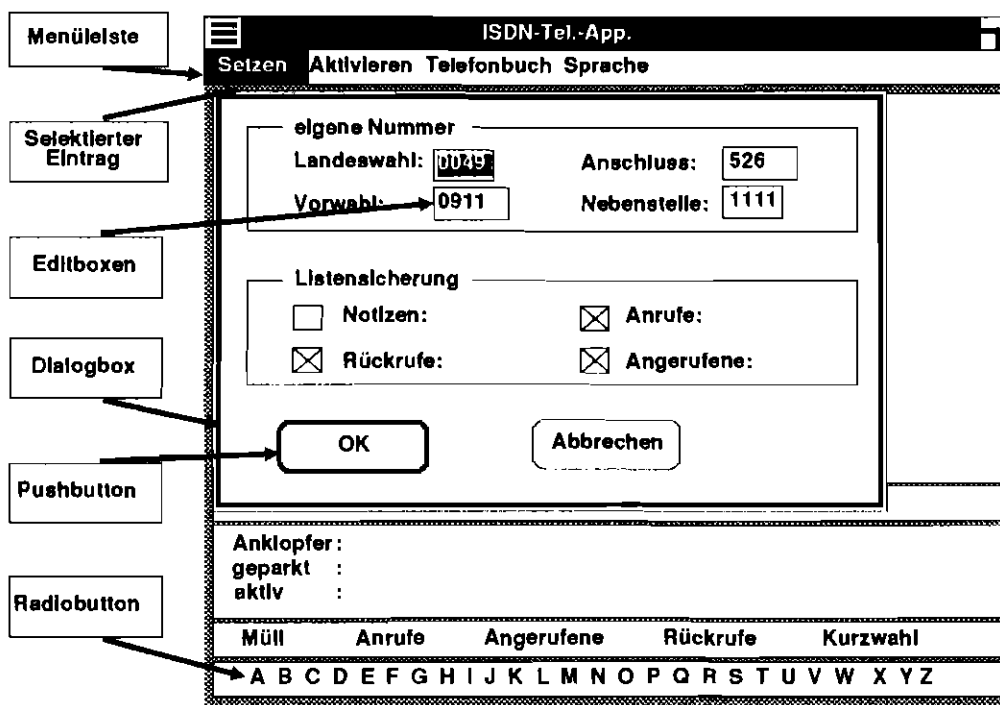 Menüleiste
ISDN-Tel.-App.
Setzen Aktivieren Telefonbuch Sprache
Selektierter
Eintrag
eigene Nummer
Landeswahl: 0049 Anschluss: 526
Vorwahl: 0911 Nebenstelle: 1111
Editboxen
Listensicherung
Notizen: Anrufe:
Rückrufe: Angerufene:
Dialogbox
OK Abbrechen
Pushbutton
Anklopfer:
geparkt :
aktiv :
Radiobutton
Müll Anrufe Angerufene Rückrufe Kurzwahl
A B C D E F G H I J K L M N O P Q R S T U V W X Y Z